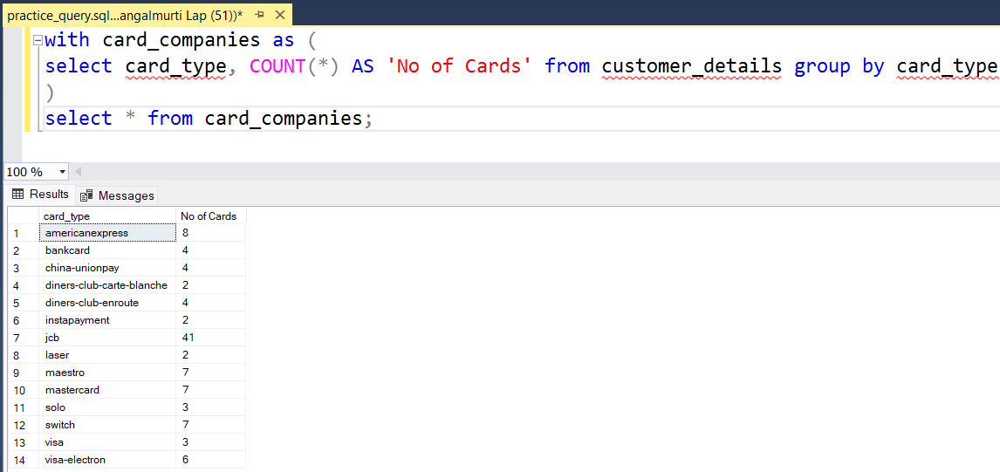 practice_query.sql...angalmurti Lap (51))*
with card_companies as (
select card_type, COUNT(*) AS 'No of Cards' from customer_details group by card_type
)
select * from card_companies;
100 %
Results Messages
card_type No of Cards
1 americanexpress 8
2 bankcard 4
3 china-unionpay 4
4 diners-club-carte-blanche 2
5 diners-club-enroute 4
6 instapayment 2
7 jcb 41
8 laser 2
9 maestro 7
10 mastercard 7
11 solo 3
12 switch 7
13 visa 3
14 visa-electron 6